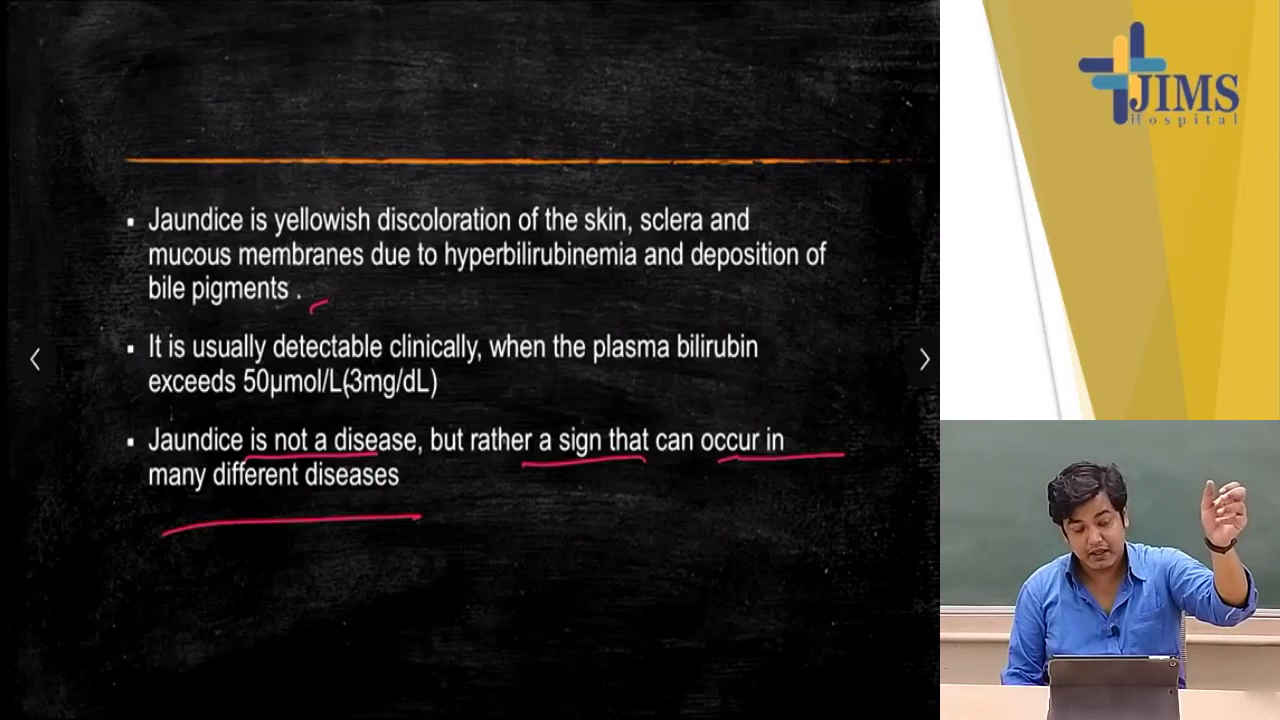 JIMS
Hospital
▪ Jaundice is yellowish discoloration of the skin, sclera and
mucous membranes due to hyperbilirubinemia and deposition of
bile pigments .
▪ It is usually detectable clinically, when the plasma bilirubin
exceeds 50µmol/L(3mg/dL)
▪ Jaundice is not a disease, but rather a sign that can occur in
many different diseases